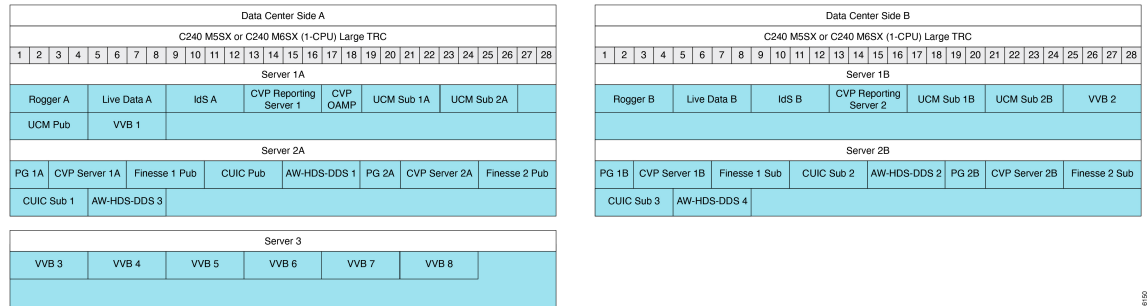 Data Center Side A
C240 M5SX or C240 M6SX (1-CPU) Large TRC
1 2 3 4 5 6 7 8 9 10 11 12 13 14 15 16 17 18 19 20 21 22 23 24 25 26 27 28
Server 1A
Rogger A Live Data A IdS A CVP Reporting Server 1 CVP OAMP UCM Sub 1A UCM Sub 2A
UCM Pub VVB 1
Server 2A
PG 1A CVP Server 1A Finesse 1 Pub CUIC Pub AW-HDS-DDS 1 PG 2A CVP Server 2A Finesse 2 Pub
CUIC Sub 1 AW-HDS-DDS 3
Server 3
VVB 3 VVB 4 VVB 5 VVB 6 VVB 7 VVB 8
Data Center Side B
C240 M5SX or C240 M6SX (1-CPU) Large TRC
1 2 3 4 5 6 7 8 9 10 11 12 13 14 15 16 17 18 19 20 21 22 23 24 25 26 27 28
Server 1B
Rogger B Live Data B IdS B CVP Reporting Server 2 UCM Sub 1B UCM Sub 2B VVB 2
Server 2B
PG 1B CVP Server 1B Finesse 1 Sub CUIC Sub 2 AW-HDS-DDS 2 PG 2B CVP Server 2B Finesse 2 Sub
CUIC Sub 3 AW-HDS-DDS 4